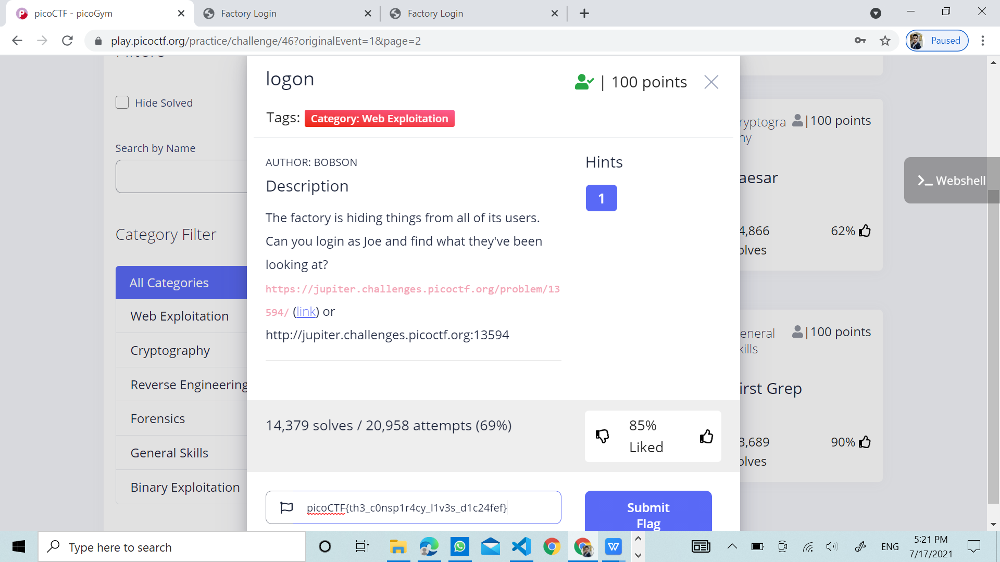 picoCTF - picoGym
Factory Login
Factory Login
play.picoctf.org/practice/challenge/46?originalEvent=1&page=2
Paused
Hide Solved
Search by Name
Category Filter
All Categories
Web Exploitation
Cryptography
Reverse Engineering
Forensics
General Skills
Binary Exploitation
logon
| 100 points
Tags: Category: Web Exploitation
AUTHOR: BOBSON
Description
The factory is hiding things from all of its users.
Can you login as Joe and find what they've been
looking at?
https://jupiter.challenges.picoctf.org/problem/13
594/ (link) or
http://jupiter.challenges.picoctf.org:13594
Hints
1
14,379 solves / 20,958 attempts (69%)
85%
Liked
picoCTF{th3_c0nsp1r4cy_l1v3s_d1c24fef}
Submit
Flag
ryptogra
hy
|100 points
aesar
4,866
olves
62%
eneral
kills
|100 points
irst Grep
3,689
olves
90%
Webshell
Type here to search
ENG
5:21 PM
7/17/2021